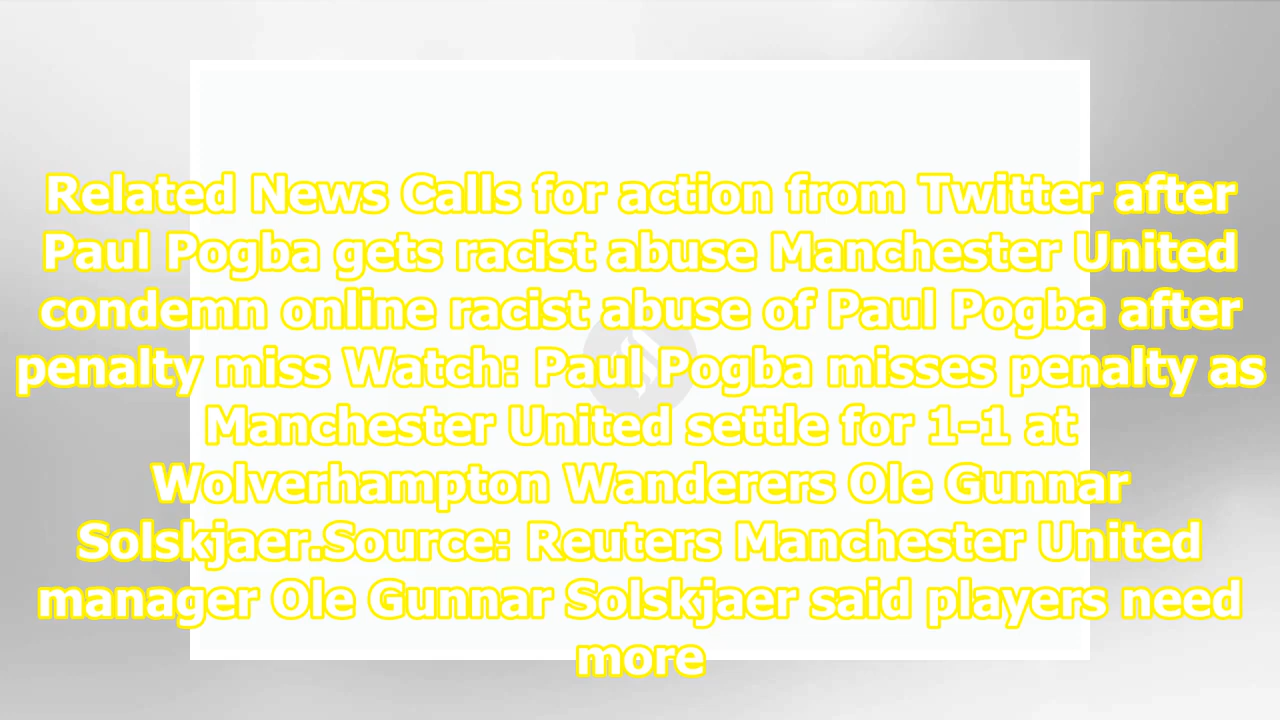 Related News Calls for action from Twitter after
Paul Pogba gets racist abuse Manchester United
condemn online racist abuse of Paul Pogba after
penalty miss Watch: Paul Pogba misses penalty as
Manchester United settle for 1-1 at
Wolverhampton Wanderers Ole Gunnar
Solskjaer.Source: Reuters Manchester United
manager Ole Gunnar Solskjaer said players need
more